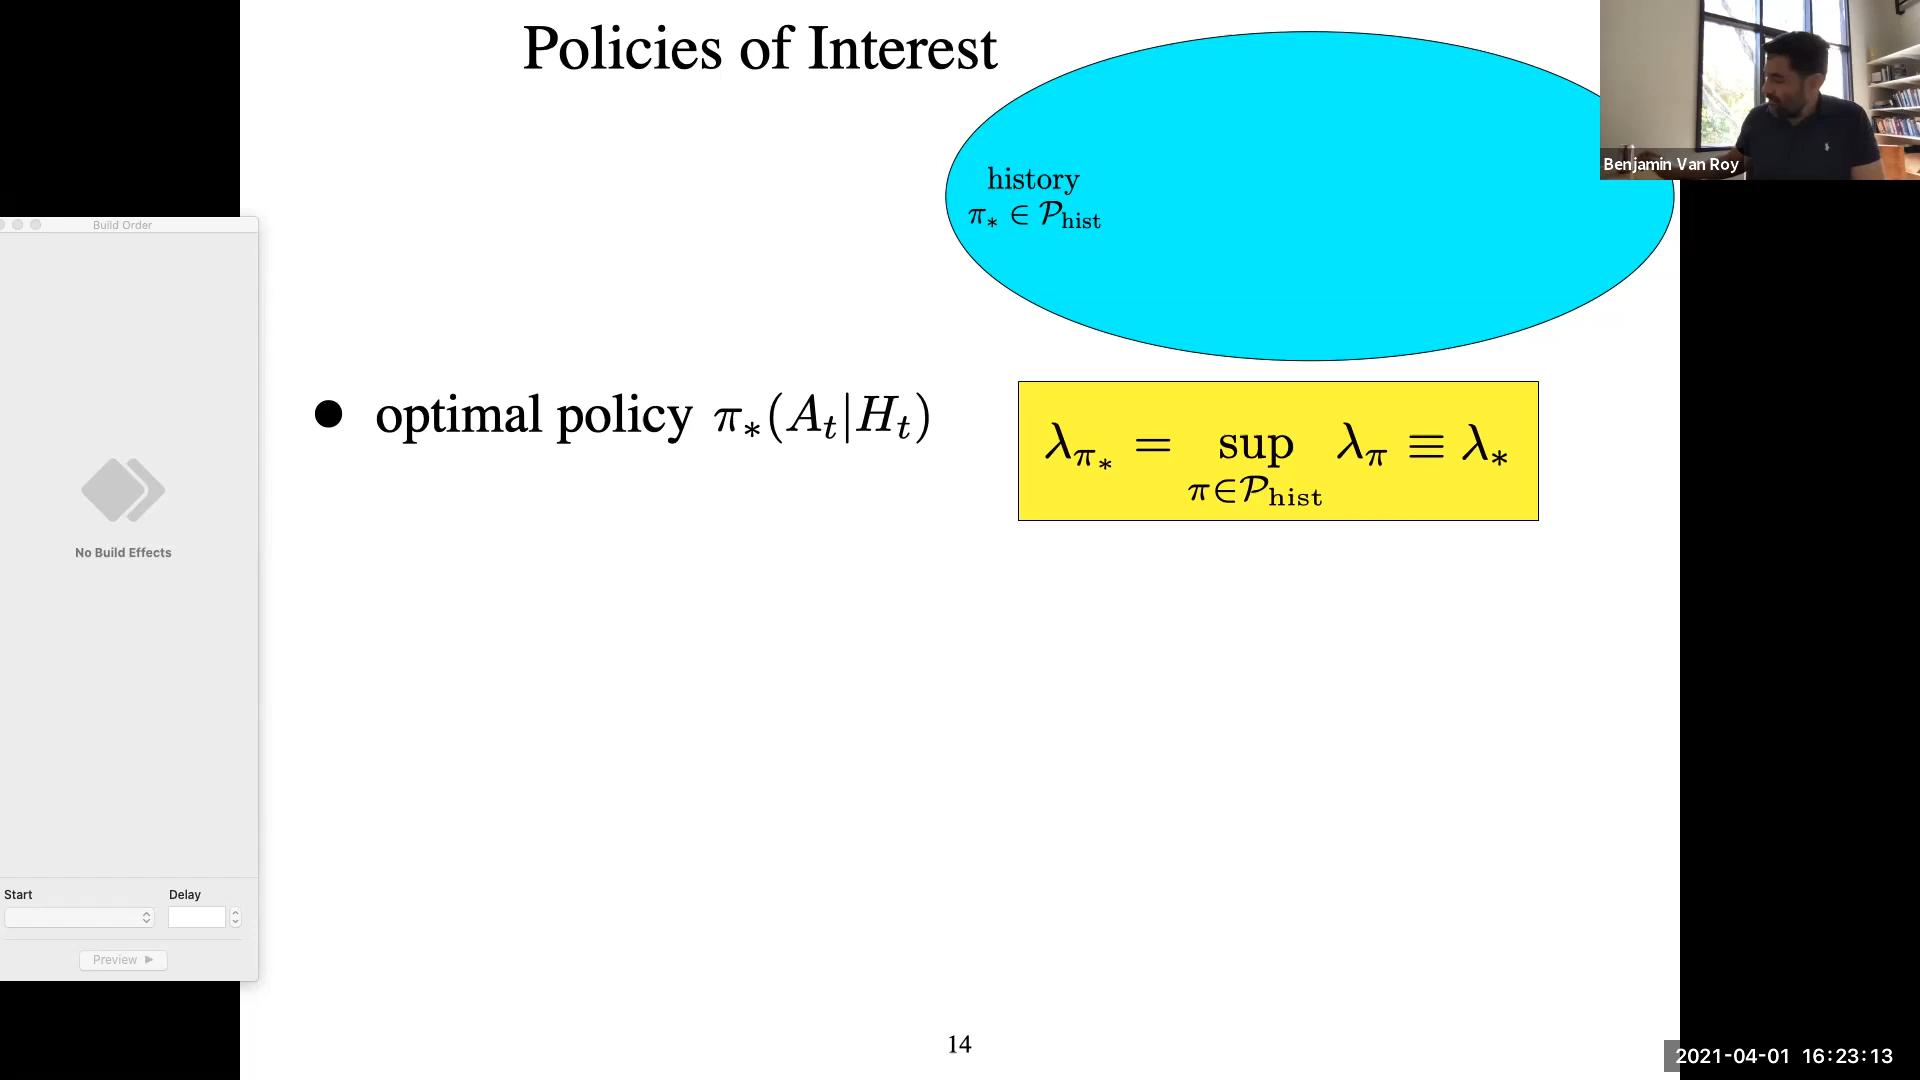 Policies of Interest
history
π* ∈ 𝒫hist
Benjamin Van Roy
Build Order
● optimal policy π*(Aₜ|Hₜ)
λπ* = sup λπ ≡ λ*
π∈𝒫hist
No Build Effects
Start Delay
Preview ▶
14
2021-04-01 16:23:13